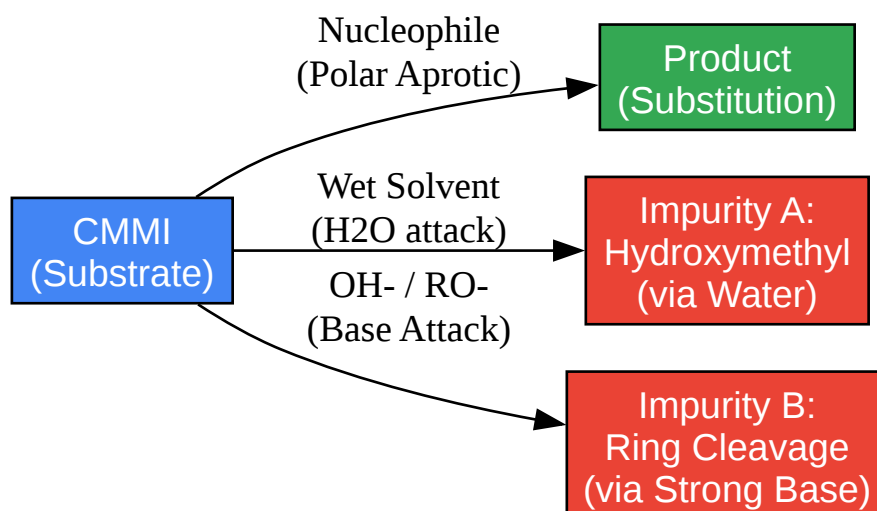 Nucleophile
(Polar Aprotic)
Product
(Substitution)
CMMI
(Substrate)
Wet Solvent
(H2O attack)
Impurity A:
Hydroxymethyl
(via Water)
OH- / RO-
(Base Attack)
Impurity B:
Ring Cleavage
(via Strong Base)